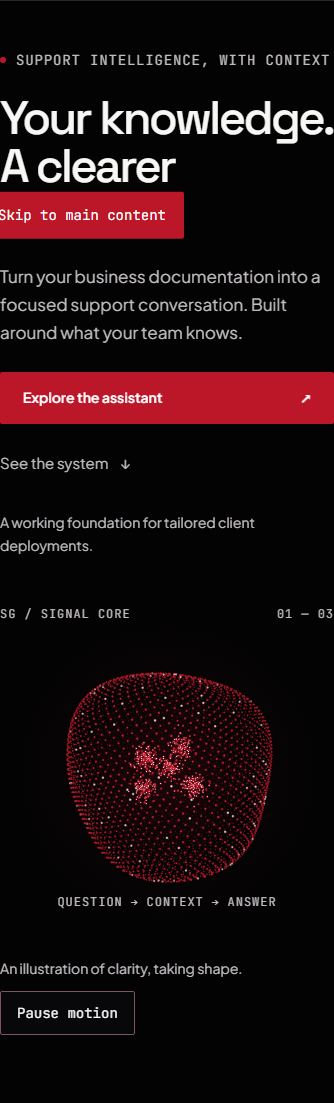 SUPPORT INTELLIGENCE, WITH CONTEXT
Your knowledge.
A clearer
Skip to main content
Turn your business documentation into a
focused support conversation. Built
around what your team knows.
Explore the assistant ↗
See the system ↓
A working foundation for tailored client
deployments.
SG / SIGNAL CORE
01 — 03
QUESTION → CONTEXT → ANSWER
An illustration of clarity, taking shape.
Pause motion